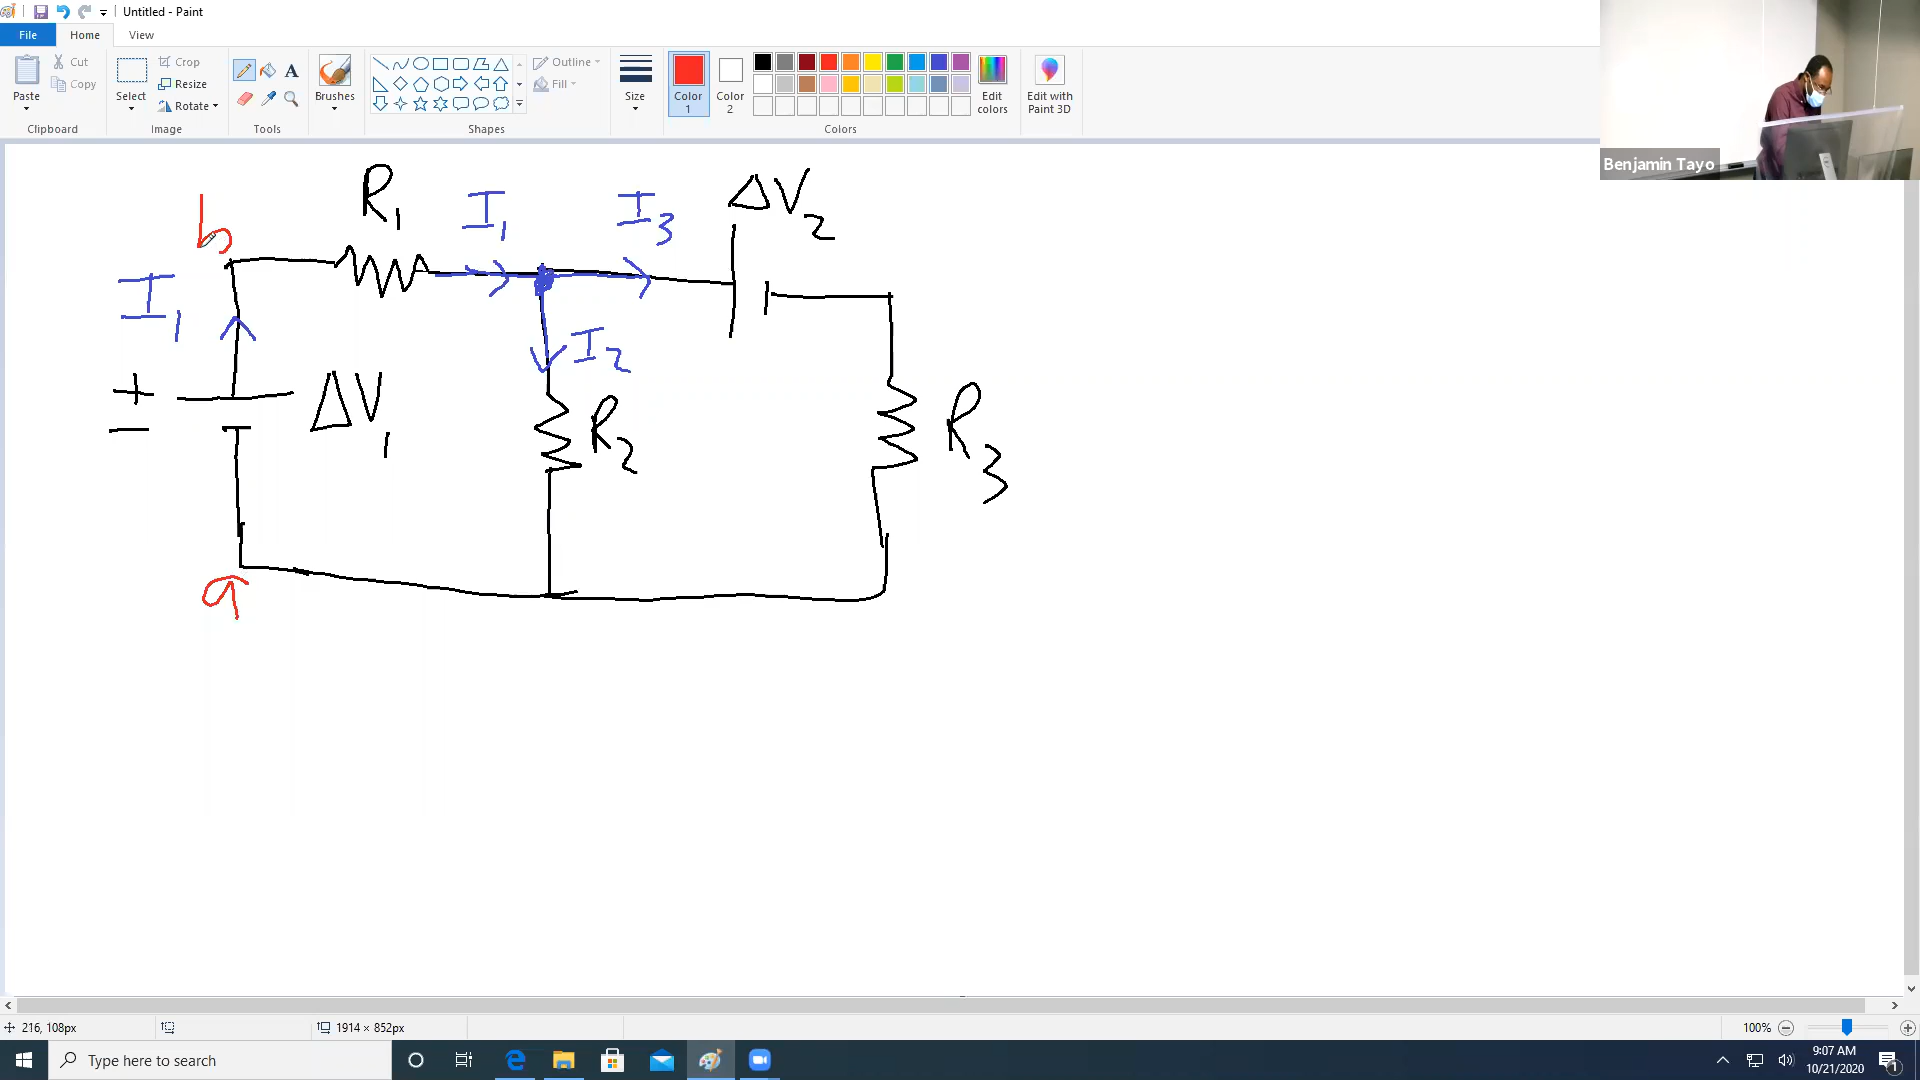 Untitled - Paint
File Home View
Paste
Cut
Copy
Clipboard
Select
Crop
Resize
Rotate
Image
Tools
Brushes
Shapes
Outline
Fill
Size
Color 1
Color 2
Colors
Edit colors
Edit with Paint 3D
Benjamin Tayo
R1
I1
I3
ΔV2
b
I1
I2
+
−
ΔV1
R2
R3
a
216, 108px
1914 × 852px
100%
Type here to search
9:07 AM
10/21/2020
1